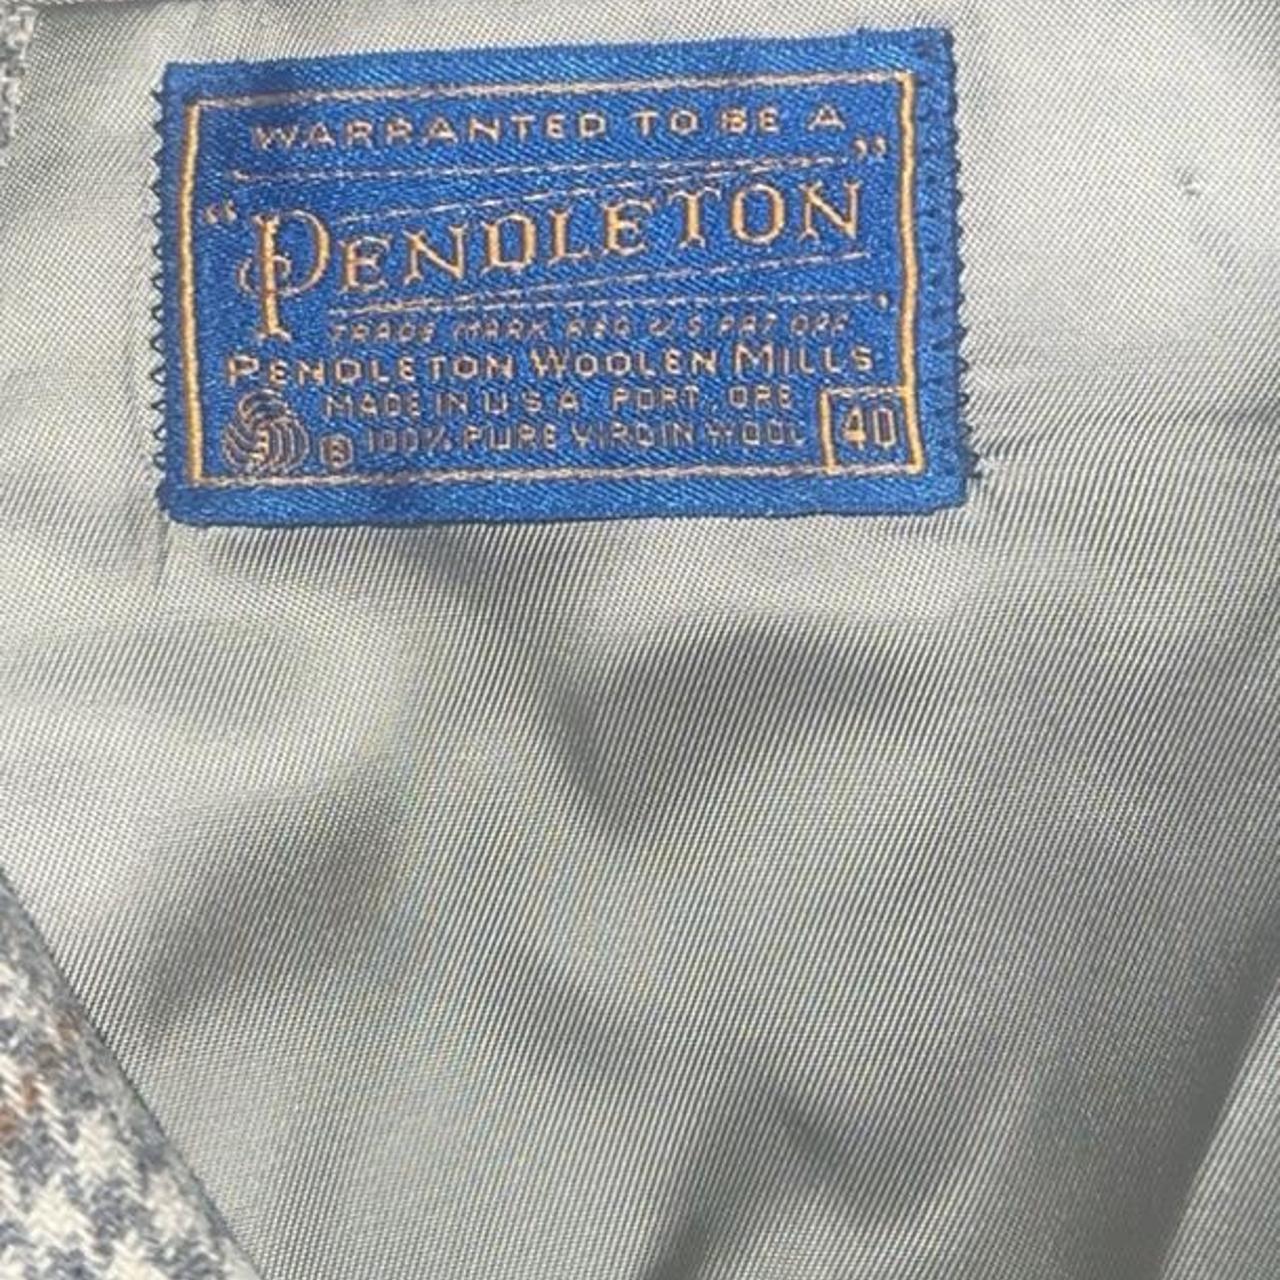 WARRANTED TO BE A
"PENDLETON"
TRADE MARK REG U.S. PAT OFF.
PENDLETON WOOLEN MILLS
MADE IN U S A PORT, ORE
® 100% PURE VIRGIN WOOL
40